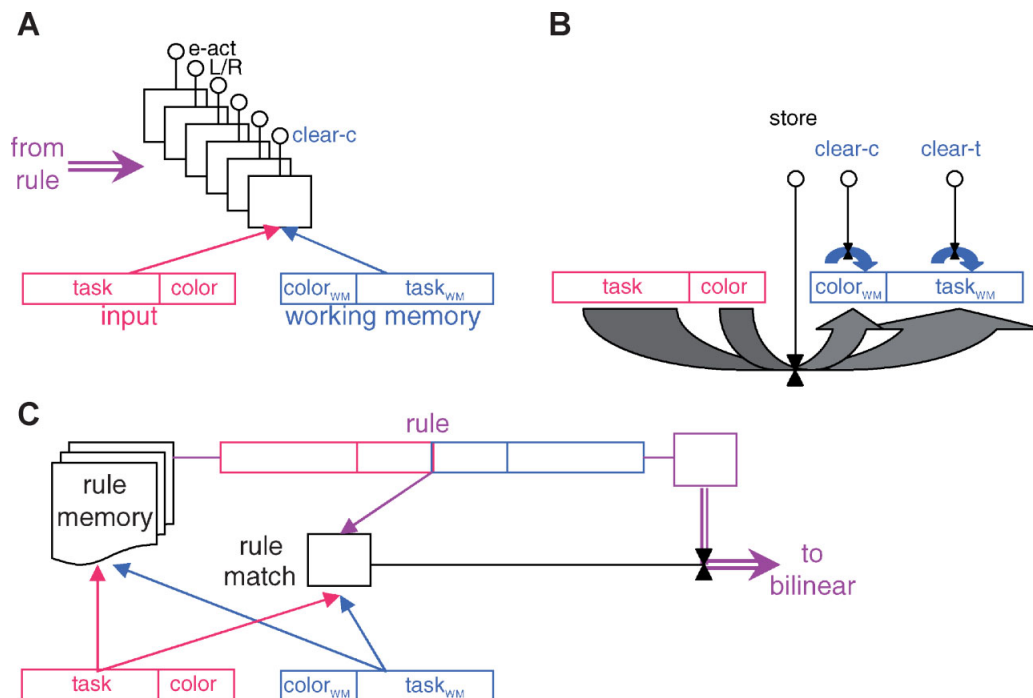 A
e-act
L/R
clear-c
from
rule
task color
input
color WM task WM
working memory
B
store
clear-c clear-t
task color
color WM task WM
C
rule
rule
memory
rule
match
to
bilinear
task color
color WM task WM